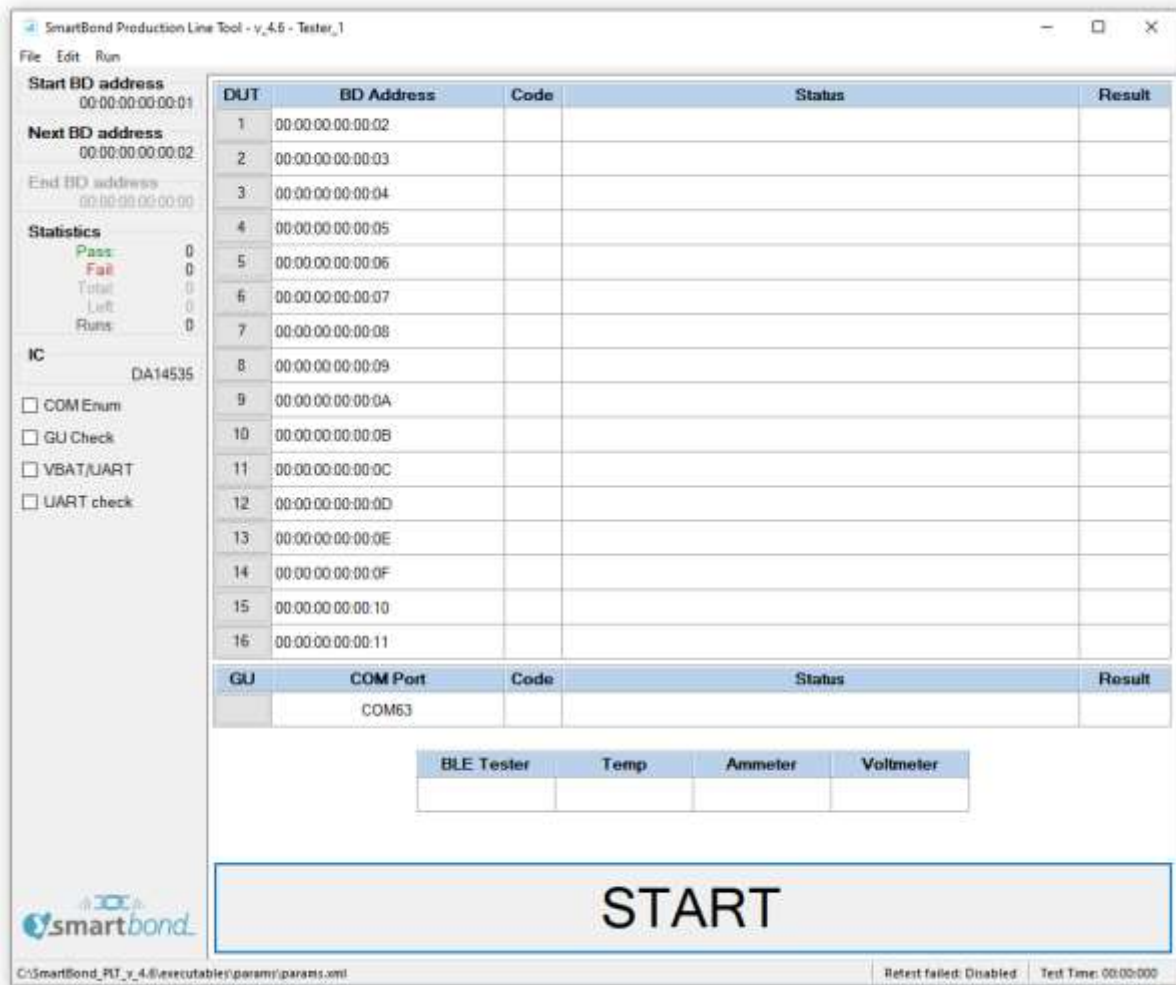 SmartBond Production Line Tool - v_4.6 - Tester_1
File Edit Run
Start BD address
00:00:00:00:00:01
Next BD address
00:00:00:00:00:02
End BD address
00:00:00:00:00:00
Statistics
Pass: 0
Fail: 0
Total: 0
Left: 0
Runs: 0
IC
DA14535
COM Enum
GU Check
VBAT/UART
UART check
DUT BD Address Code Status Result
1 00:00:00:00:00:02
2 00:00:00:00:00:03
3 00:00:00:00:00:04
4 00:00:00:00:00:05
5 00:00:00:00:00:06
6 00:00:00:00:00:07
7 00:00:00:00:00:08
8 00:00:00:00:00:09
9 00:00:00:00:00:0A
10 00:00:00:00:00:0B
11 00:00:00:00:00:0C
12 00:00:00:00:00:0D
13 00:00:00:00:00:0E
14 00:00:00:00:00:0F
15 00:00:00:00:00:10
16 00:00:00:00:00:11
GU COM Port Code Status Result
COM63
BLE Tester Temp Ammeter Voltmeter
START
smartbond
C:\SmartBond_PLT_v_4.6\executables\params\params.xml
Retest failed: Disabled Test Time: 00:00:000